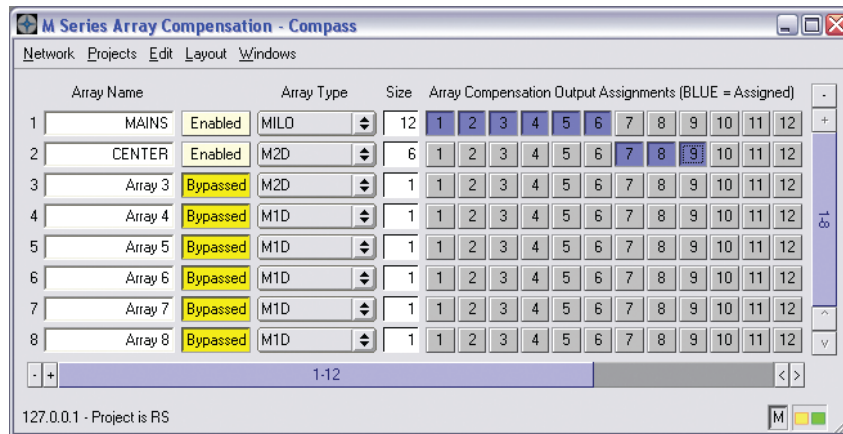 M Series Array Compensation - Compass
Network Projects Edit Layout Windows
Array Name Array Type Size Array Compensation Output Assignments (BLUE = Assigned) -
1 MAINS Enabled MILO 12 1 2 3 4 5 6 7 8 9 10 11 12 +
2 CENTER Enabled M2D 6 1 2 3 4 5 6 7 8 9 10 11 12
3 Array 3 Bypassed M2D 1 1 2 3 4 5 6 7 8 9 10 11 12
4 Array 4 Bypassed M1D 1 1 2 3 4 5 6 7 8 9 10 11 12
1-8
5 Array 5 Bypassed M1D 1 1 2 3 4 5 6 7 8 9 10 11 12
6 Array 6 Bypassed M1D 1 1 2 3 4 5 6 7 8 9 10 11 12
7 Array 7 Bypassed M1D 1 1 2 3 4 5 6 7 8 9 10 11 12
8 Array 8 Bypassed M1D 1 1 2 3 4 5 6 7 8 9 10 11 12
- + 1-12 < >
127.0.0.1 - Project is RS M